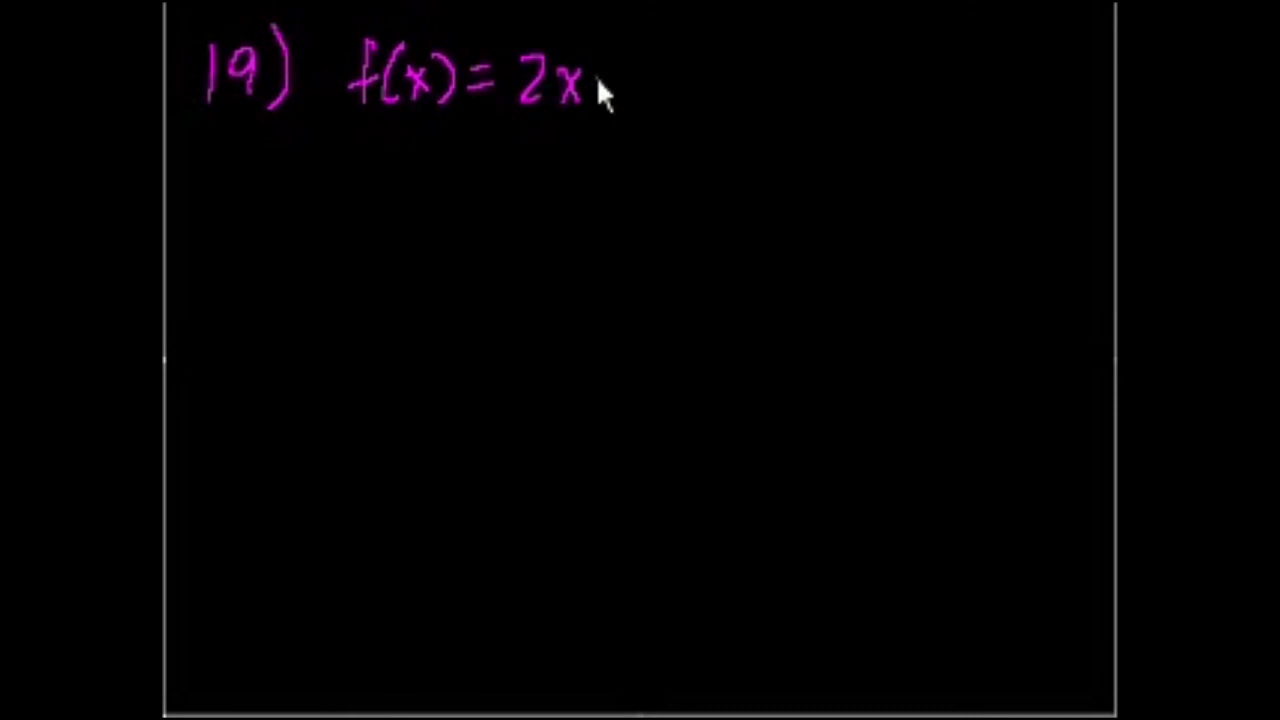 19) f(x)= 2x